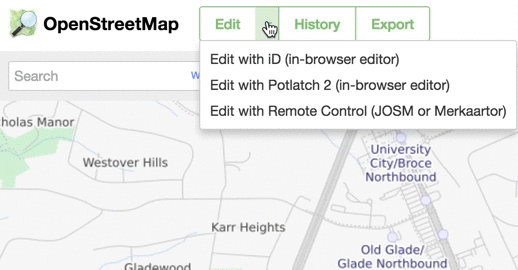 OpenStreetMap
Edit
History
Export
Edit with iD (in-browser editor)
Edit with Potlatch 2 (in-browser editor)
Edit with Remote Control (JOSM or Merkaartor)
Search
holas Manor
Westover Hills
University
City/Broce
Northbound
Karr Heights
Old Glade/
Glade Northbound
Gladewood